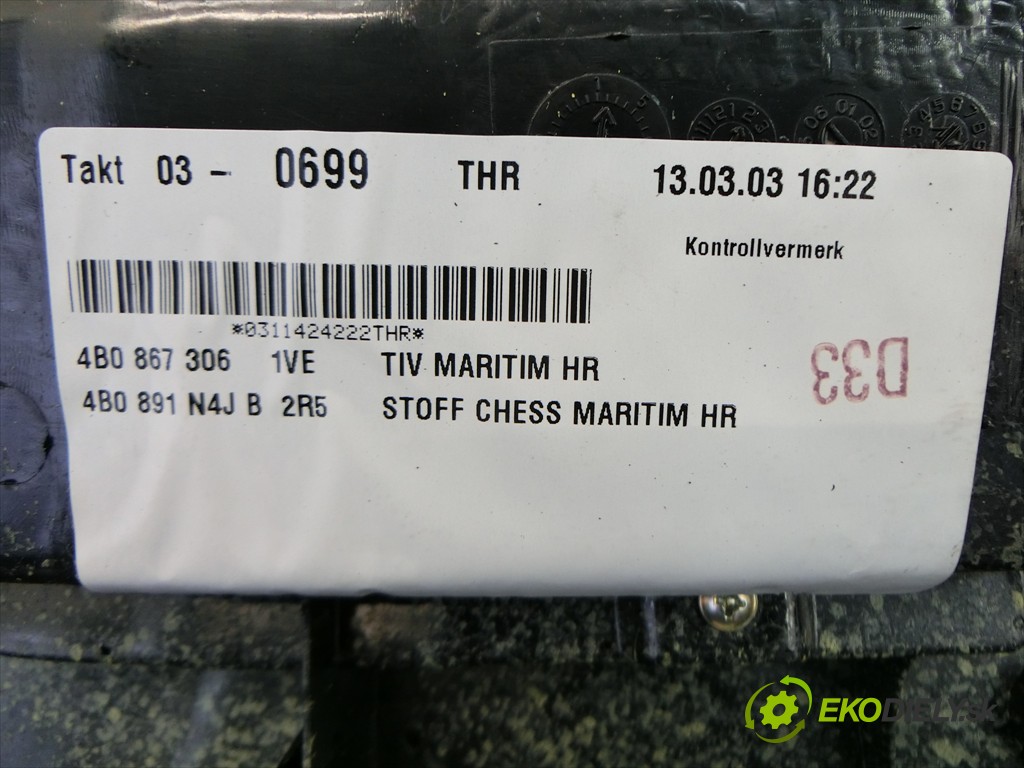 Takt 03 - 0699 THR 13.03.03 16:22
Kontrollvermerk
*0311424222THR*
4B0 867 306 1VE TIV MARITIM HR
4B0 891 N4J B 2R5 STOFF CHESS MARITIM HR
D33
EKODIELY.SK